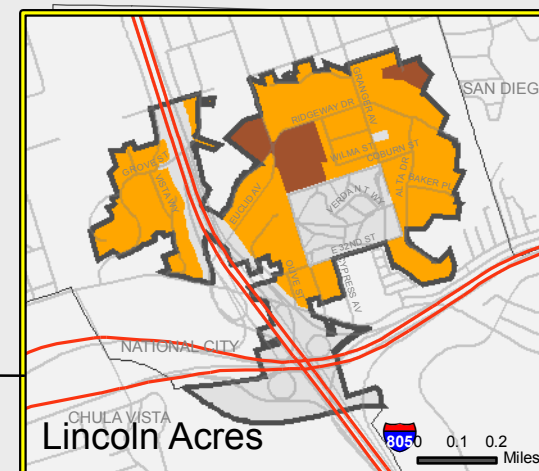 SAN DIEG
GRANGER AV
RIDGEWAY DR
WILMA ST
COBURN ST
GROVE ST
VISTA WY
ALTA DR
BAKER PL
EUCLID AV
VERDANT WY
E 32ND ST
OLIVE ST
CYPRESS AV
NATIONAL CITY
CHULA VISTA
Lincoln Acres
805
0 0.1 0.2
Miles